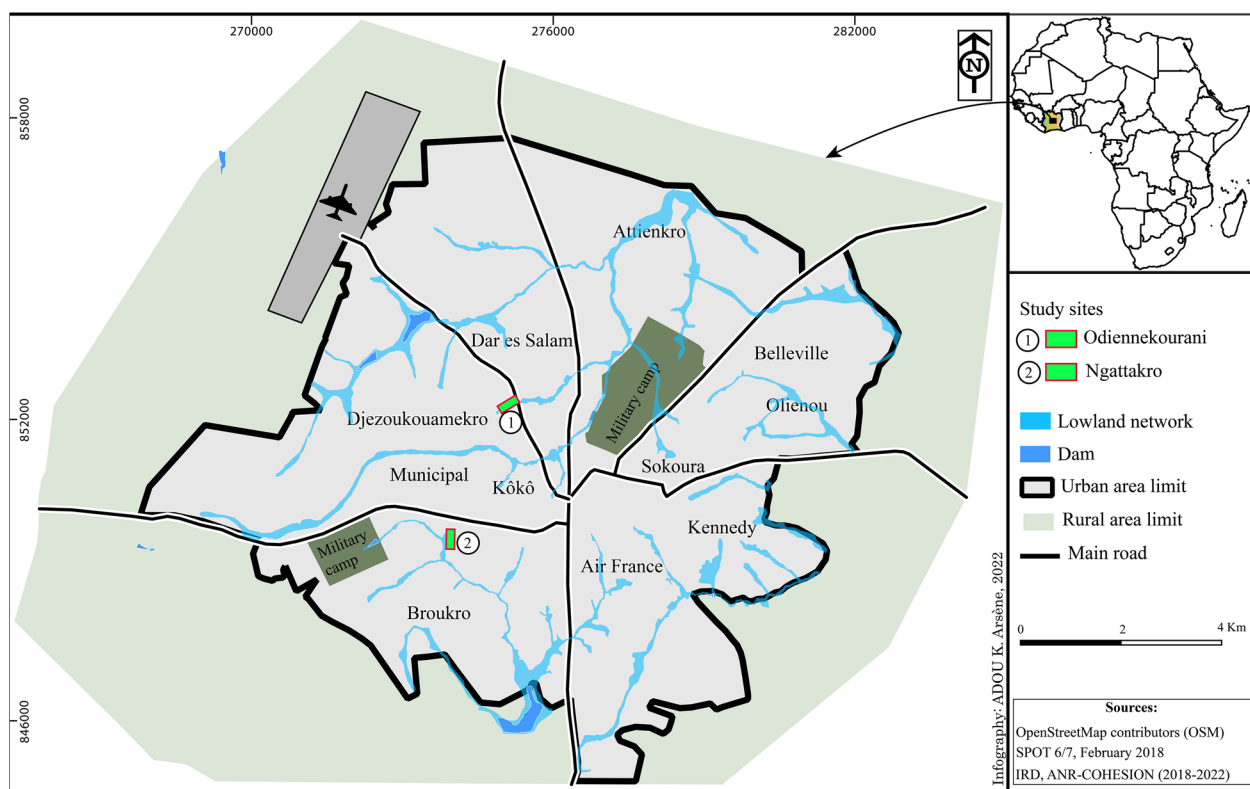 270000
276000
282000
858000
852000
846000
N
Attienkro
Dar es Salam
Belleville
Military camp
Olienou
Djezoukouamekro
1
Municipal
Kôkô
Sokoura
Kennedy
2
Military
camp
Air France
Broukro
Study sites
1 Odiennekourani
2 Ngattakro
Lowland network
Dam
Urban area limit
Rural area limit
Main road
0 2 4 Km
Infography: ADOU K. Arsène, 2022
Sources:
OpenStreetMap contributors (OSM)
SPOT 6/7, February 2018
IRD, ANR-COHESION (2018-2022)